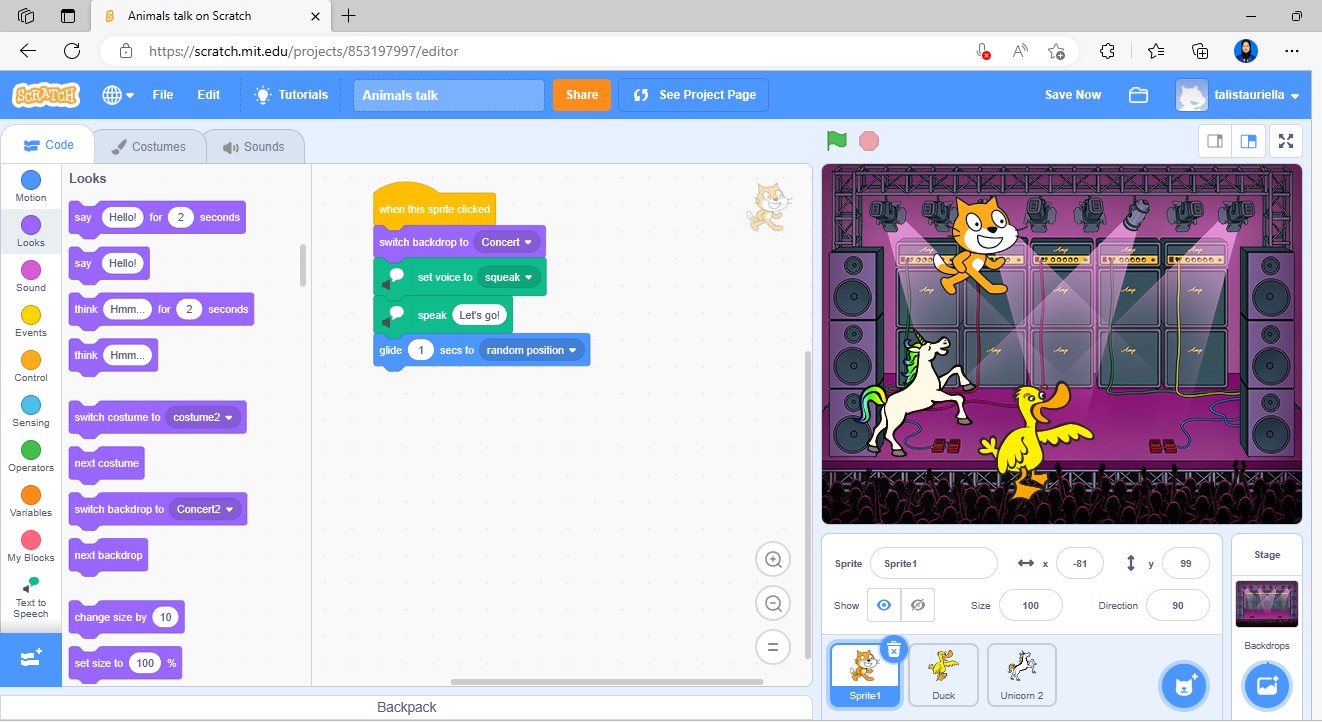 Animals talk on Scratch
https://scratch.mit.edu/projects/853197997/editor
SCRATCH
File
Edit
Tutorials
Animals talk
Share
See Project Page
Save Now
talistauriella
Code
Costumes
Sounds
Motion
Looks
Sound
Events
Control
Sensing
Operators
Variables
My Blocks
Text to
Speech
Looks
say Hello! for 2 seconds
say Hello!
think Hmm... for 2 seconds
think Hmm...
switch costume to costume2
next costume
switch backdrop to Concert2
next backdrop
change size by 10
set size to 100 %
when this sprite clicked
switch backdrop to Concert
set voice to squeak
speak Let's go!
glide 1 secs to random position
Amp Amp Amp Amp
Amp Amp Amp Amp
Amp Amp Amp
Sprite Sprite1 x -81 y 99
Show Size 100 Direction 90
Sprite1
Duck
Unicorn 2
Stage
Backdrops
Backpack